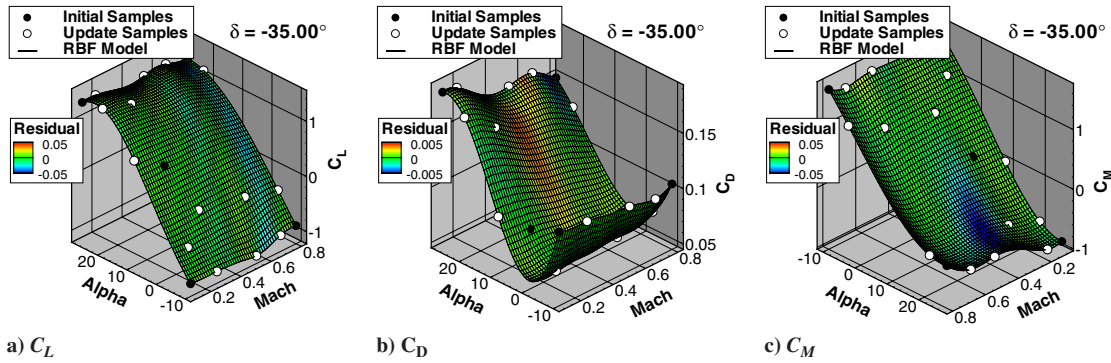 Initial Samples
Update Samples
RBF Model
δ = -35.00°
Residual
0.05
0
-0.05
1
0
-1
C_L
20
10
0
-10
Alpha
0.2
0.4
0.6
0.8
Mach
a) C_L
Initial Samples
Update Samples
RBF Model
δ = -35.00°
Residual
0.005
0
-0.005
0.15
0.1
0.05
C_D
20
10
0
-10
Alpha
0.2
0.4
0.6
0.8
Mach
b) C_D
Initial Samples
Update Samples
RBF Model
δ = -35.00°
Residual
0.05
0
-0.05
1
0
-1
C_M
-10
0
10
20
Alpha
0.8
0.6
0.4
0.2
Mach
c) C_M